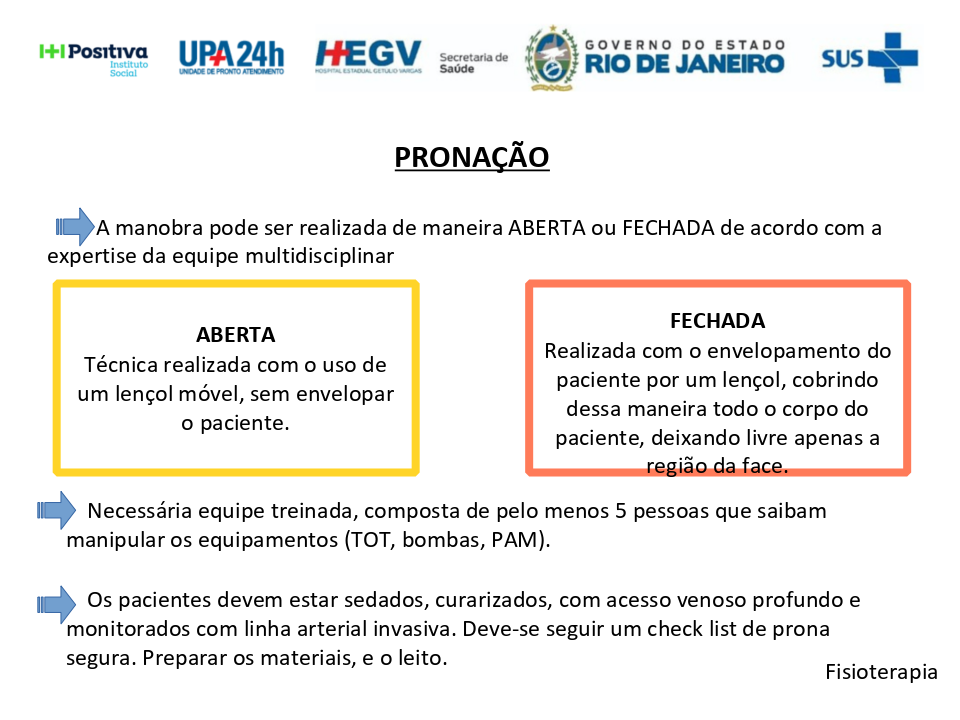 Positiva
Instituto
Social
UPA 24h
UNIDADE DE PRONTO ATENDIMENTO
HEGV
HOSPITAL ESTADUAL GETULIO VARGAS
Secretaria de
Saúde
GOVERNO DO ESTADO
RIO DE JANEIRO
SUS
PRONAÇÃO
A manobra pode ser realizada de maneira ABERTA ou FECHADA de acordo com a
expertise da equipe multidisciplinar
ABERTA
Técnica realizada com o uso de
um lençol móvel, sem envelopar
o paciente.
FECHADA
Realizada com o envelopamento do
paciente por um lençol, cobrindo
dessa maneira todo o corpo do
paciente, deixando livre apenas a
região da face.
Necessária equipe treinada, composta de pelo menos 5 pessoas que saibam
manipular os equipamentos (TOT, bombas, PAM).
Os pacientes devem estar sedados, curarizados, com acesso venoso profundo e
monitorados com linha arterial invasiva. Deve-se seguir um check list de prona
segura. Preparar os materiais, e o leito.
Fisioterapia